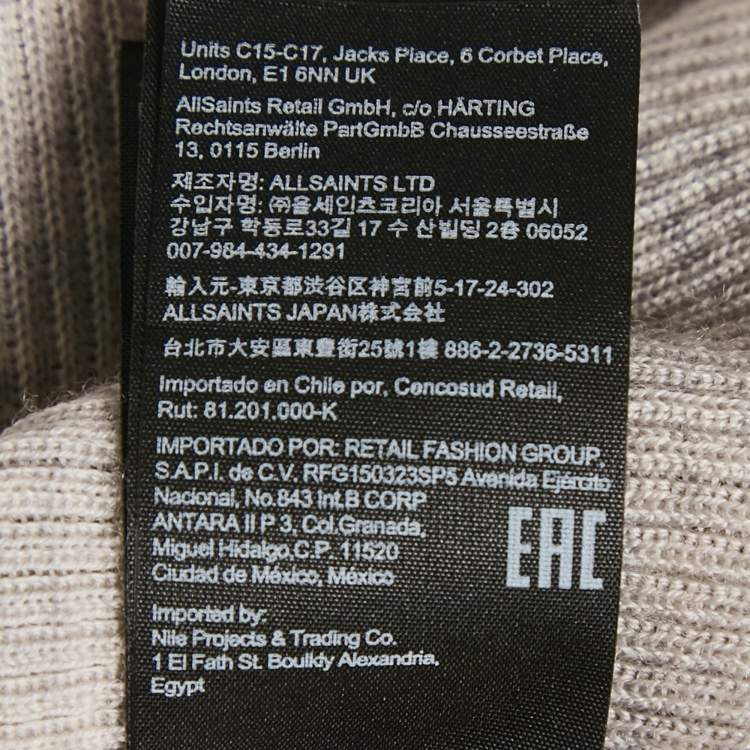 Units C15-C17, Jacks Place, 6 Corbet Place,
London, E1 6NN UK
AllSaints Retail GmbH, c/o HÄRTING
Rechtsanwälte PartGmbB Chausseestraße
13, 0115 Berlin
제조자명: ALLSAINTS LTD
수입자명: ㈜올세인츠코리아 서울특별시
강남구 학동로33길 17 수 산빌딩 2층 06052
007-984-434-1291
輸入元-東京都渋谷区神宮前5-17-24-302
ALLSAINTS JAPAN株式会社
台北市大安區東豐街25號1樓 886-2-2736-5311
Importado en Chile por, Cencosud Retail,
Rut: 81.201.000-K
IMPORTADO POR: RETAIL FASHION GROUP,
S.A.P.I. de C.V. RFG150323SP5 Avenida Ejército
Nacional, No.843 Int.B CORP
ANTARA II P 3, Col.Granada,
Miguel Hidalgo,C.P. 11520
Ciudad de México, México
EAC
Imported by:
Nile Projects & Trading Co.
1 El Fath St. Boulkly Alexandria,
Egypt